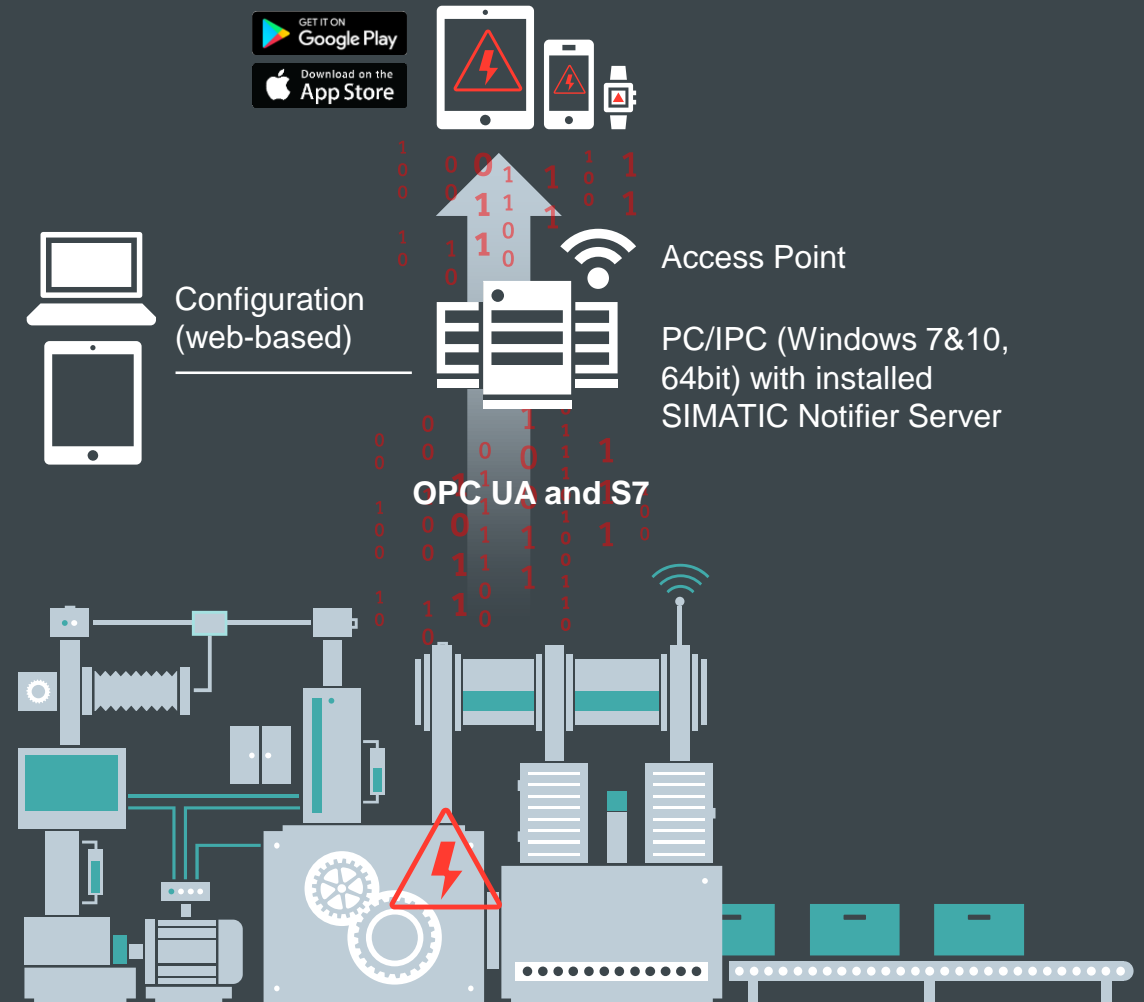 GET IT ON
Google Play
Download on the
App Store
Access Point
Configuration
(web-based)
PC/IPC (Windows 7&10,
64bit) with installed
SIMATIC Notifier Server
OPC UA and S7